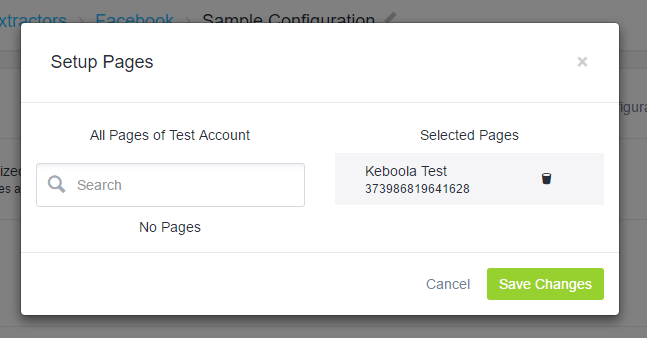 xtractors > Facebook > Sample Configuration
Setup Pages
×
All Pages of Test Account
Selected Pages
Search
Keboola Test
373986819641628
No Pages
Cancel
Save Changes